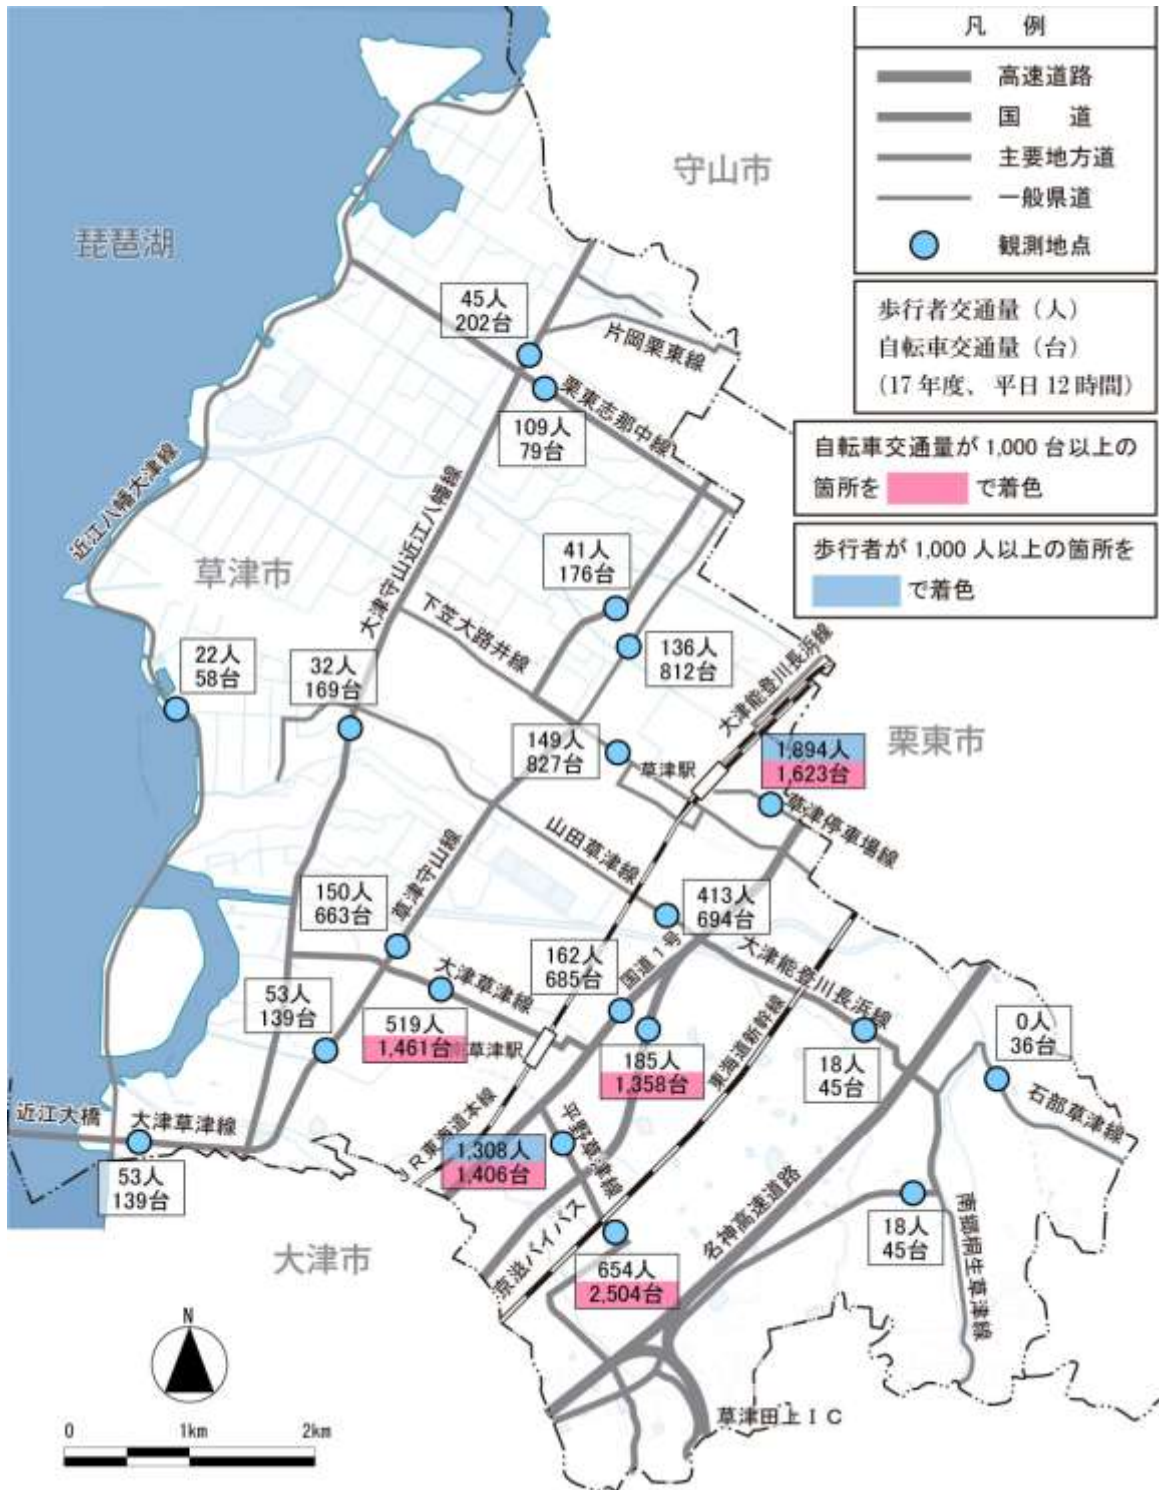 凡 例
高速道路
国 道
主要地方道
一般県道
観測地点
歩行者交通量（人）
自転車交通量（台）
（17 年度、平日 12 時間）
自転車交通量が 1,000 台以上の
箇所を で着色
歩行者が 1,000 人以上の箇所を
で着色
守山市
琵琶湖
45人
202台
片岡栗東線
栗東志那中線
109人
79台
近江八幡大津線
大津守山近江八幡線
草津市
41人
176台
下笠大路井線
136人
812台
大津能登川長浜線
22人
58台
32人
169台
栗東市
149人
827台
草津駅
1,894人
1,623台
草津停車場線
山田草津線
草津守山線
150人
663台
413人
694台
162人
685台
国道1号
大津能登川長浜線
大津草津線
53人
139台
519人
1,461台
南草津駅
185人
1,358台
東海道新幹線
18人
45台
0人
36台
石部草津線
近江大橋
大津草津線
53人
139台
JR東海道本線
1,308人
1,406台
平野草津線
名神高速道路
18人
45台
南郷桐生草津線
大津市
京滋バイパス
654人
2,504台
草津田上IC
N
0 1km 2km